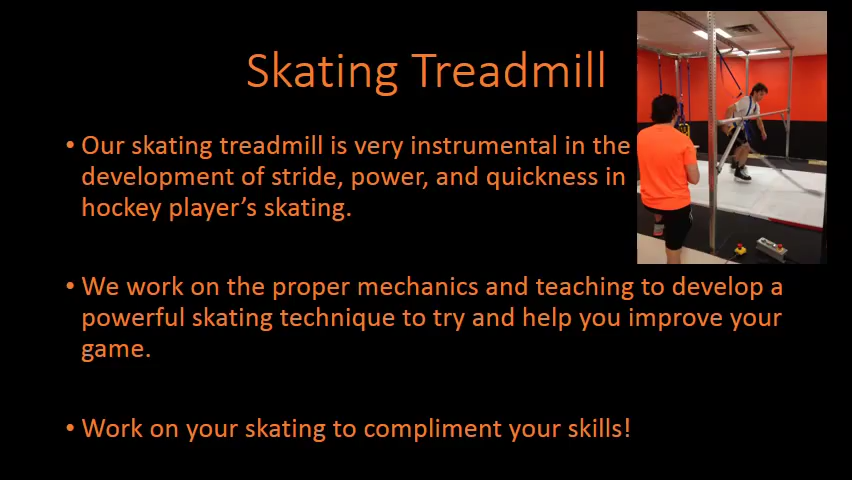 Skating Treadmill
• Our skating treadmill is very instrumental in the
development of stride, power, and quickness in
hockey player’s skating.
• We work on the proper mechanics and teaching to develop a
powerful skating technique to try and help you improve your
game.
• Work on your skating to compliment your skills!